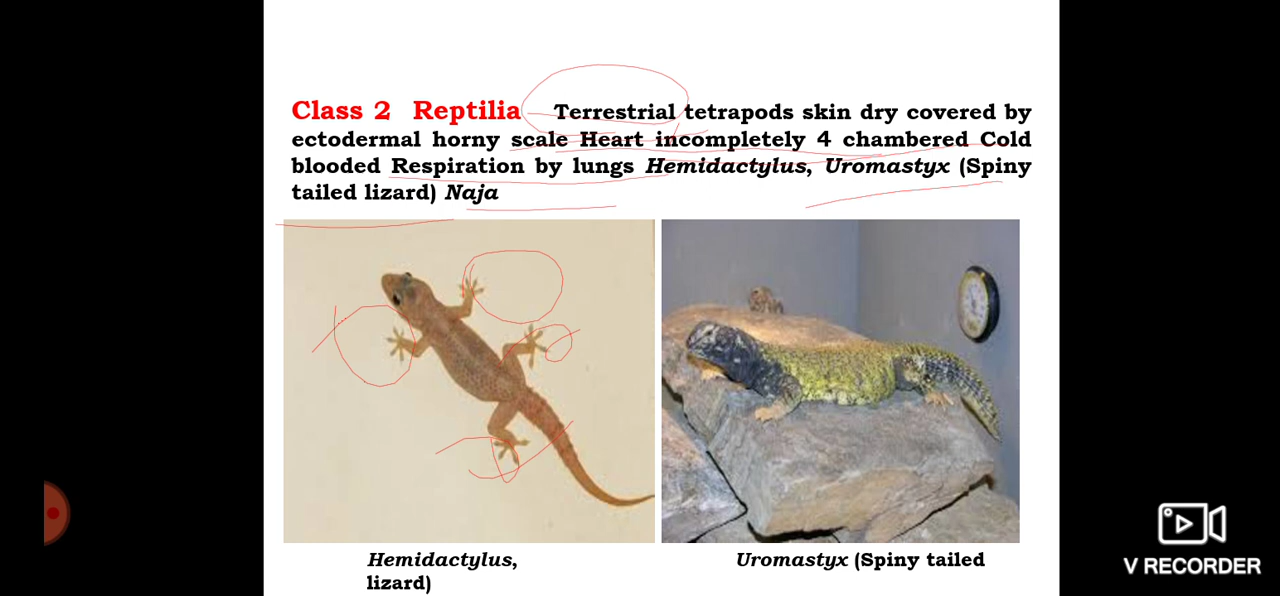 Class 2 Reptilia Terrestrial tetrapods skin dry covered by
ectodermal horny scale Heart incompletely 4 chambered Cold
blooded Respiration by lungs Hemidactylus, Uromastyx (Spiny
tailed lizard) Naja
Hemidactylus,
lizard)
Uromastyx (Spiny tailed
V RECORDER